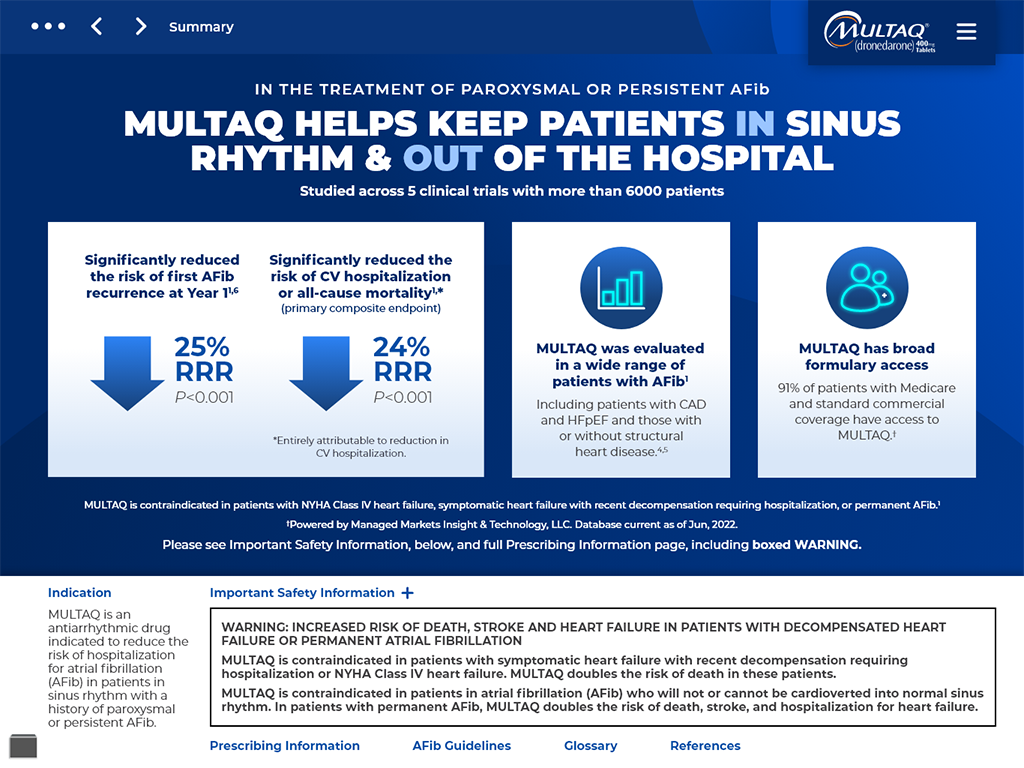 Summary
MULTAQ®
(dronedarone) 400mg Tablets
IN THE TREATMENT OF PAROXYSMAL OR PERSISTENT AFib
MULTAQ HELPS KEEP PATIENTS IN SINUS
RHYTHM & OUT OF THE HOSPITAL
Studied across 5 clinical trials with more than 6000 patients
Significantly reduced
the risk of first AFib
recurrence at Year 1¹,⁶
25%
RRR
P<0.001
Significantly reduced the
risk of CV hospitalization
or all-cause mortality¹,*
(primary composite endpoint)
24%
RRR
P<0.001
*Entirely attributable to reduction in
CV hospitalization.
MULTAQ was evaluated
in a wide range of
patients with AFib¹
Including patients with CAD
and HFpEF and those with
or without structural
heart disease.⁴,⁵
MULTAQ has broad
formulary access
91% of patients with Medicare
and standard commercial
coverage have access to
MULTAQ.†
MULTAQ is contraindicated in patients with NYHA Class IV heart failure, symptomatic heart failure with recent decompensation requiring hospitalization, or permanent AFib.¹
†Powered by Managed Markets Insight & Technology, LLC. Database current as of Jun, 2022.
Please see Important Safety Information, below, and full Prescribing Information page, including boxed WARNING.
Indication
MULTAQ is an
antiarrhythmic drug
indicated to reduce the
risk of hospitalization
for atrial fibrillation
(AFib) in patients in
sinus rhythm with a
history of paroxysmal
or persistent AFib.
Important Safety Information +
WARNING: INCREASED RISK OF DEATH, STROKE AND HEART FAILURE IN PATIENTS WITH DECOMPENSATED HEART
FAILURE OR PERMANENT ATRIAL FIBRILLATION
MULTAQ is contraindicated in patients with symptomatic heart failure with recent decompensation requiring
hospitalization or NYHA Class IV heart failure. MULTAQ doubles the risk of death in these patients.
MULTAQ is contraindicated in patients in atrial fibrillation (AFib) who will not or cannot be cardioverted into normal sinus
rhythm. In patients with permanent AFib, MULTAQ doubles the risk of death, stroke, and hospitalization for heart failure.
Prescribing Information
AFib Guidelines
Glossary
References